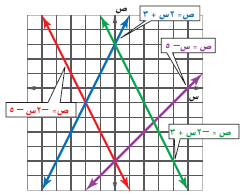 ص
ص = ٢س + ٣
ص = س − ٥
س
ص = −٢س − ٥
ص = −٢س + ٣